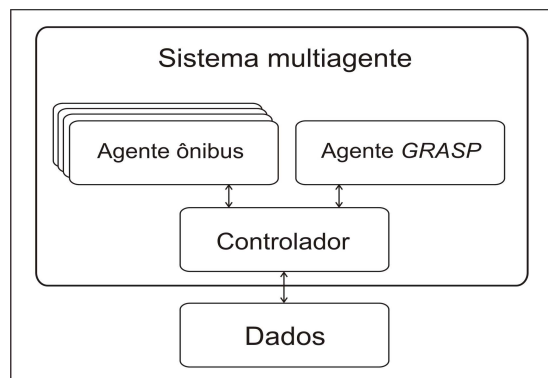 Sistema multiagente
Agente ônibus
Agente GRASP
Controlador
Dados